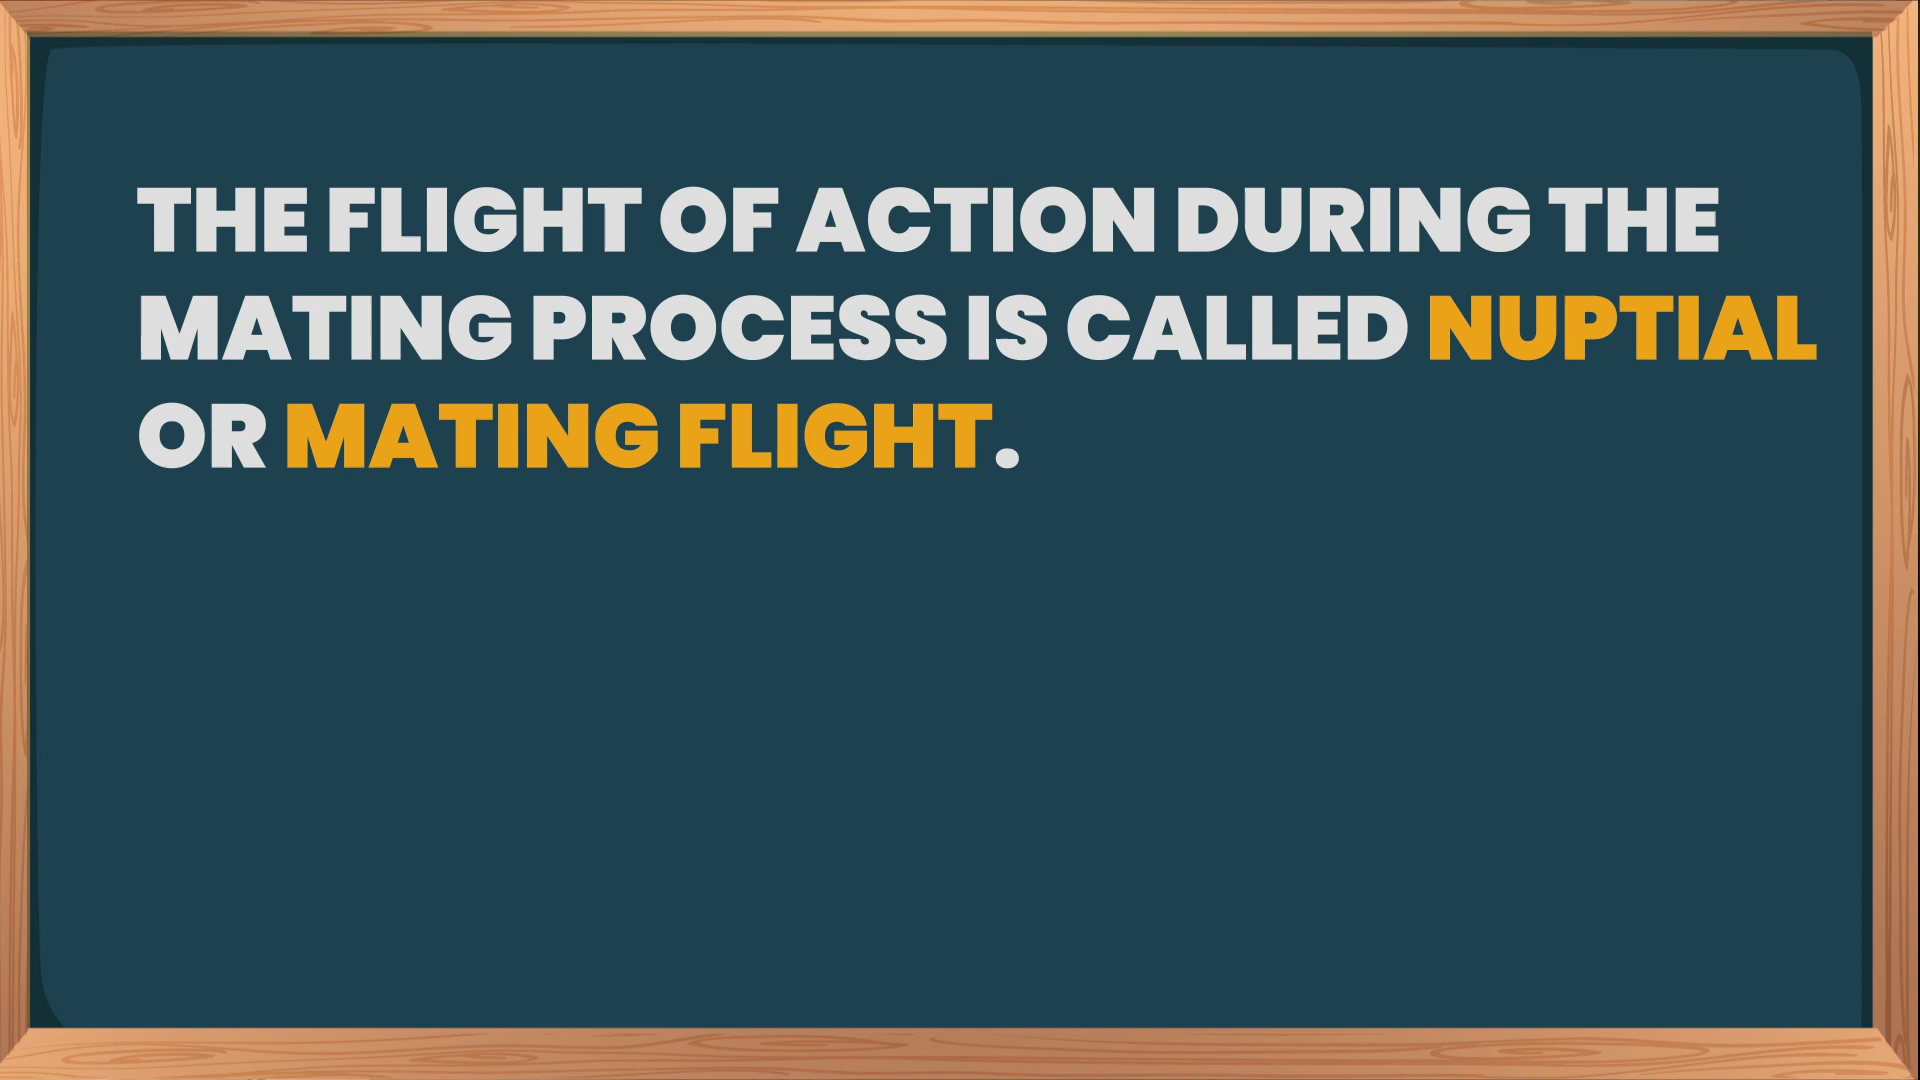 THE FLIGHT OF ACTION DURING THE
MATING PROCESS IS CALLED NUPTIAL
OR MATING FLIGHT.